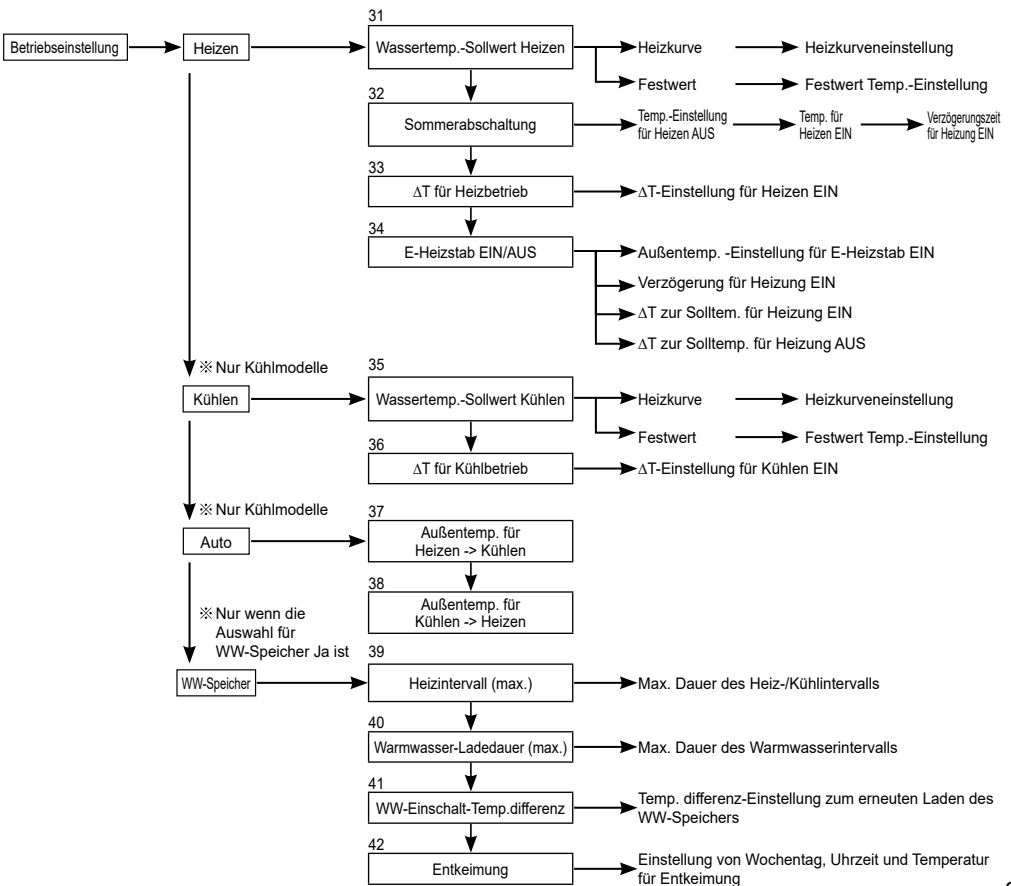 31
Betriebseinstellung
Heizen
Wassertemp.-Sollwert Heizen
Heizkurve
Heizkurveneinstellung
Festwert
Festwert Temp.-Einstellung
32
Sommerabschaltung
Temp.-Einstellung
für Heizen AUS
Temp. für
Heizen EIN
Verzögerungszeit
für Heizung EIN
33
∆T für Heizbetrieb
∆T-Einstellung für Heizen EIN
34
E-Heizstab EIN/AUS
Außentemp. -Einstellung für E-Heizstab EIN
Verzögerung für Heizung EIN
∆T zur Solltem. für Heizung EIN
∆T zur Solltemp. für Heizung AUS
※ Nur Kühlmodelle
35
Kühlen
Wassertemp.-Sollwert Kühlen
Heizkurve
Heizkurveneinstellung
Festwert
Festwert Temp.-Einstellung
36
∆T für Kühlbetrieb
∆T-Einstellung für Kühlen EIN
※ Nur Kühlmodelle
37
Auto
Außentemp. für
Heizen -> Kühlen
38
Außentemp. für
Kühlen -> Heizen
※ Nur wenn die
Auswahl für
WW-Speicher Ja ist
39
WW-Speicher
Heizintervall (max.)
Max. Dauer des Heiz-/Kühlintervalls
40
Warmwasser-Ladedauer (max.)
Max. Dauer des Warmwasserintervalls
41
WW-Einschalt-Temp.differenz
Temp. differenz-Einstellung zum erneuten Laden des
WW-Speichers
42
Entkeimung
Einstellung von Wochentag, Uhrzeit und Temperatur
für Entkeimung